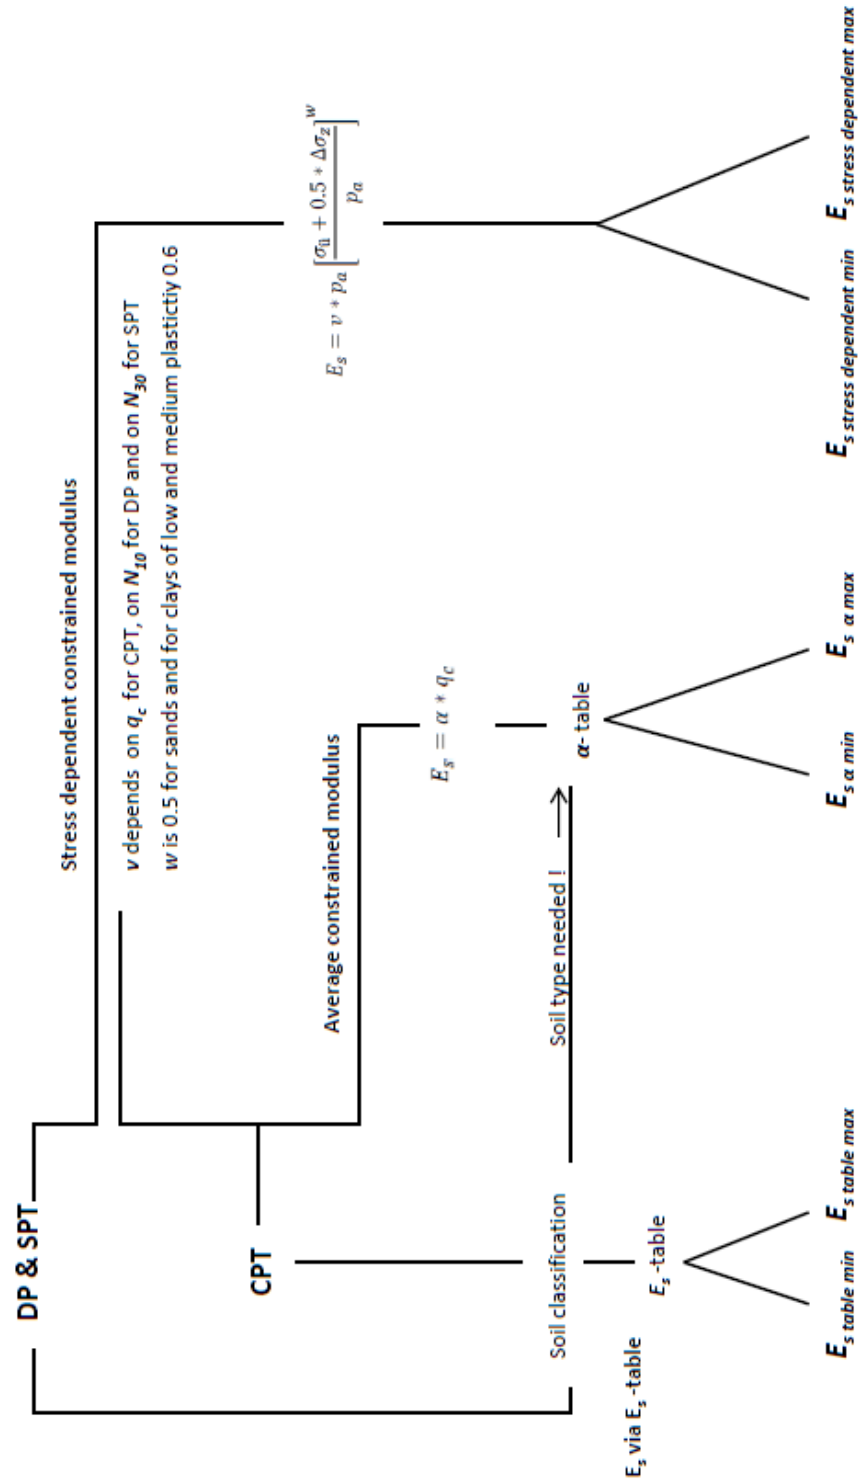 DP & SPT
Stress dependent constrained modulus
v depends on q_c for CPT, on N_10 for DP and on N_30 for SPT
w is 0.5 for sands and for clays of low and medium plastictiy 0.6
CPT
Average constrained modulus
E_s = v * p_a [(σ_ü + 0.5 * Δσ_z) / p_a]^w
E_s = α * q_c
Soil classification
Soil type needed !
→
α- table
E_s via E_s -table
E_s -table
E_s table min
E_s table max
E_s α min
E_s α max
E_s stress dependent min
E_s stress dependent max